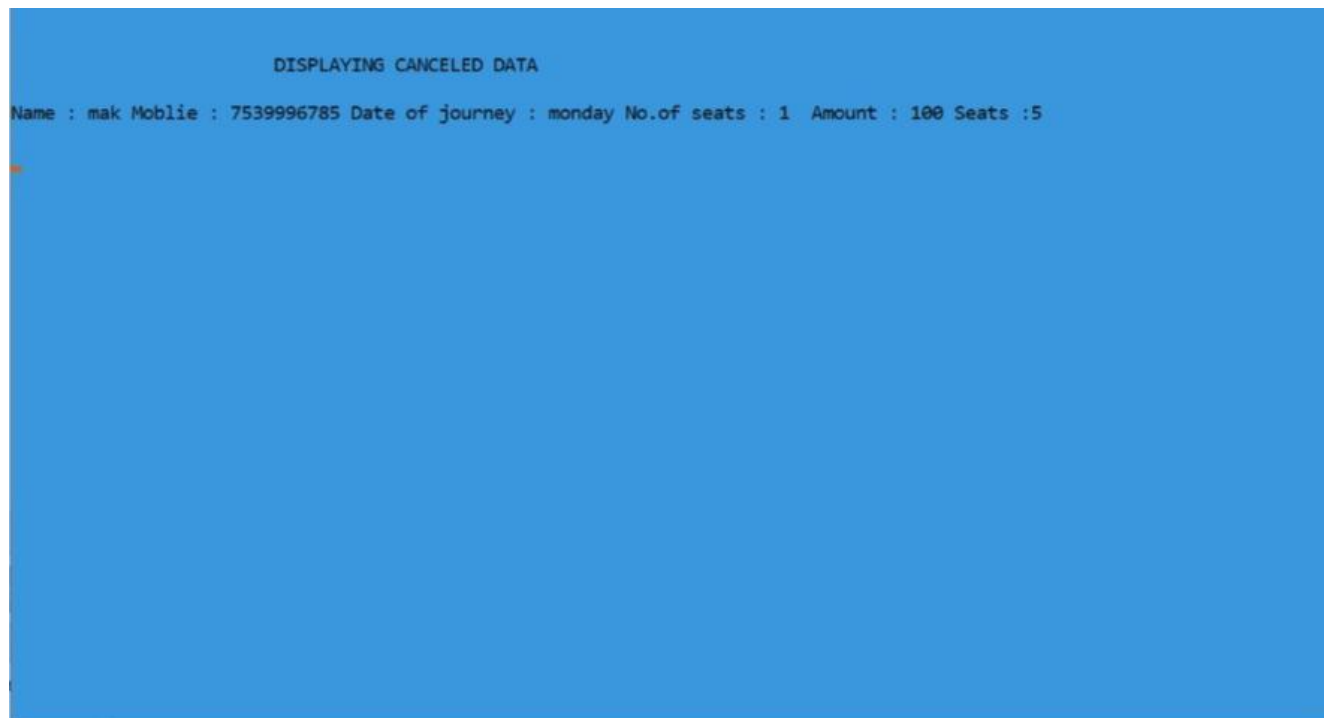 DISPLAYING CANCELED DATA
Name : mak Moblie : 7539996785 Date of journey : monday No.of seats : 1  Amount : 100 Seats :5